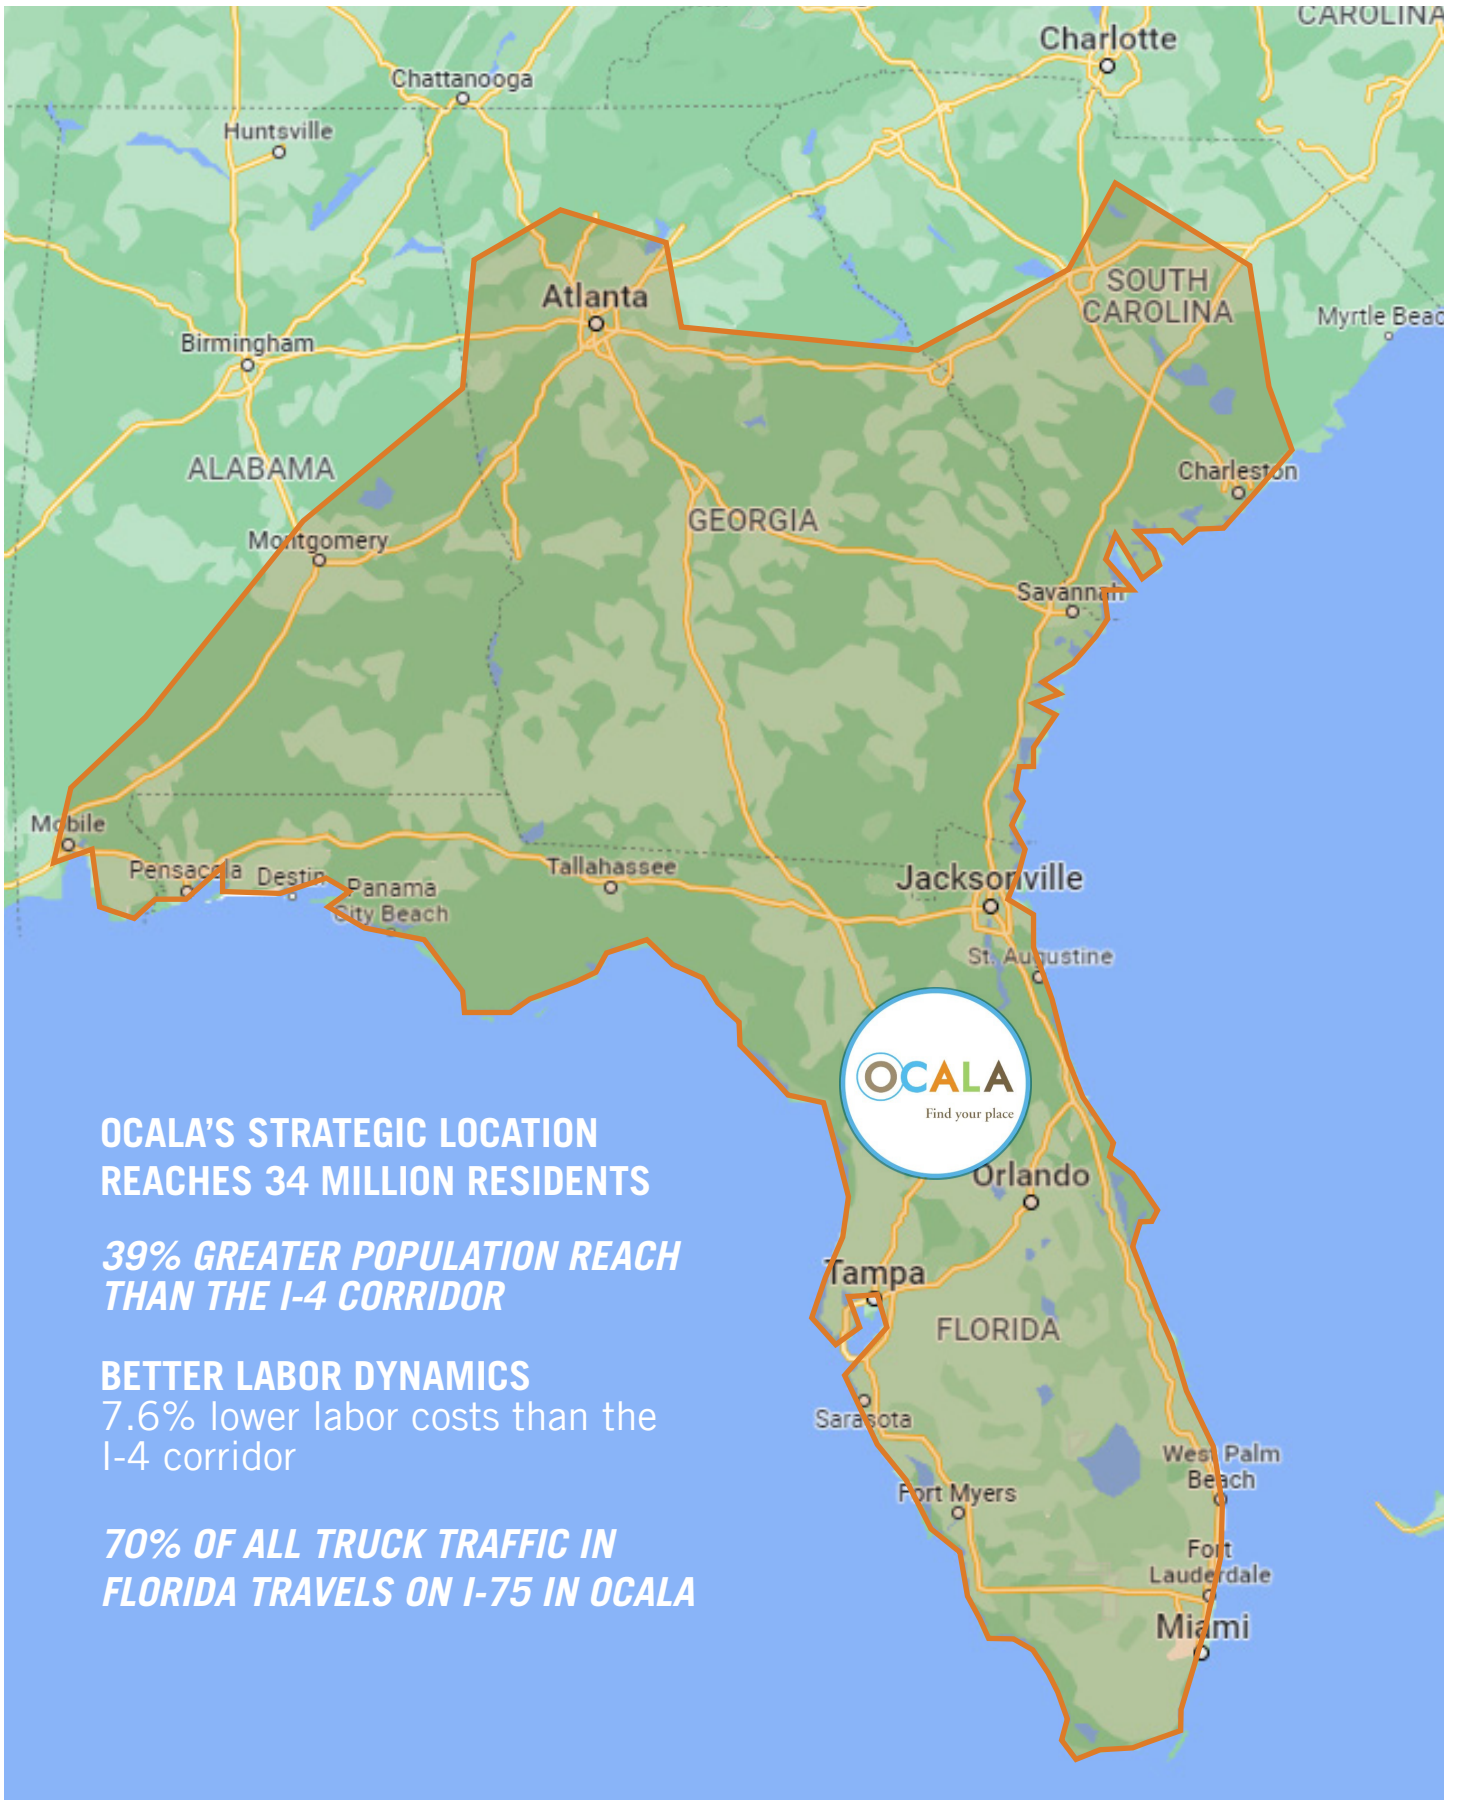 CAROLINA
Charlotte
Chattanooga
Huntsville
Atlanta
SOUTH
CAROLINA
Birmingham
ALABAMA
Charleston
GEORGIA
Montgomery
Savannah
Mobile
Pensacola
Destin
Panama
City Beach
Tallahassee
Jacksonville
St. Augustine
OCALA
Find your place
OCALA'S STRATEGIC LOCATION
REACHES 34 MILLION RESIDENTS
39% GREATER POPULATION REACH
THAN THE I-4 CORRIDOR
BETTER LABOR DYNAMICS
7.6% lower labor costs than the
I-4 corridor
70% OF ALL TRUCK TRAFFIC IN
FLORIDA TRAVELS ON I-75 IN OCALA
Orlando
Tampa
FLORIDA
Sarasota
West Palm
Beach
Fort Myers
Fort
Lauderdale
Miami